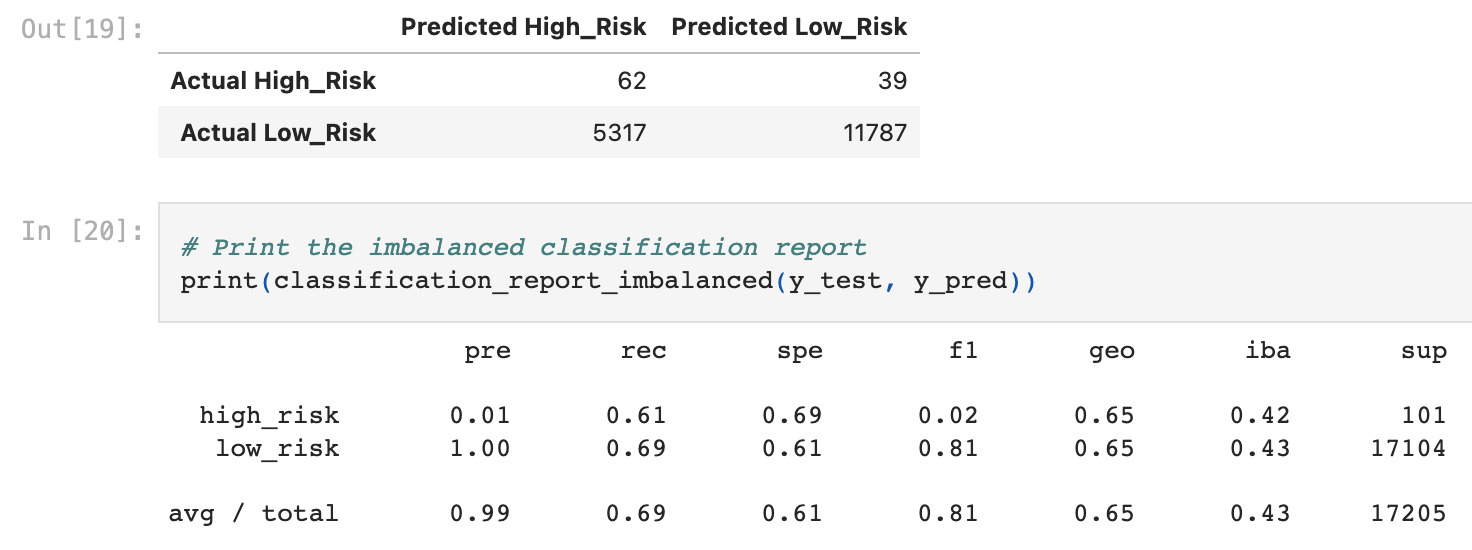 Out[19]:
Predicted High_Risk Predicted Low_Risk
Actual High_Risk 62 39
Actual Low_Risk 5317 11787
In [20]:
# Print the imbalanced classification report
print(classification_report_imbalanced(y_test, y_pred))
pre rec spe f1 geo iba sup
high_risk 0.01 0.61 0.69 0.02 0.65 0.42 101
low_risk 1.00 0.69 0.61 0.81 0.65 0.43 17104
avg / total 0.99 0.69 0.61 0.81 0.65 0.43 17205